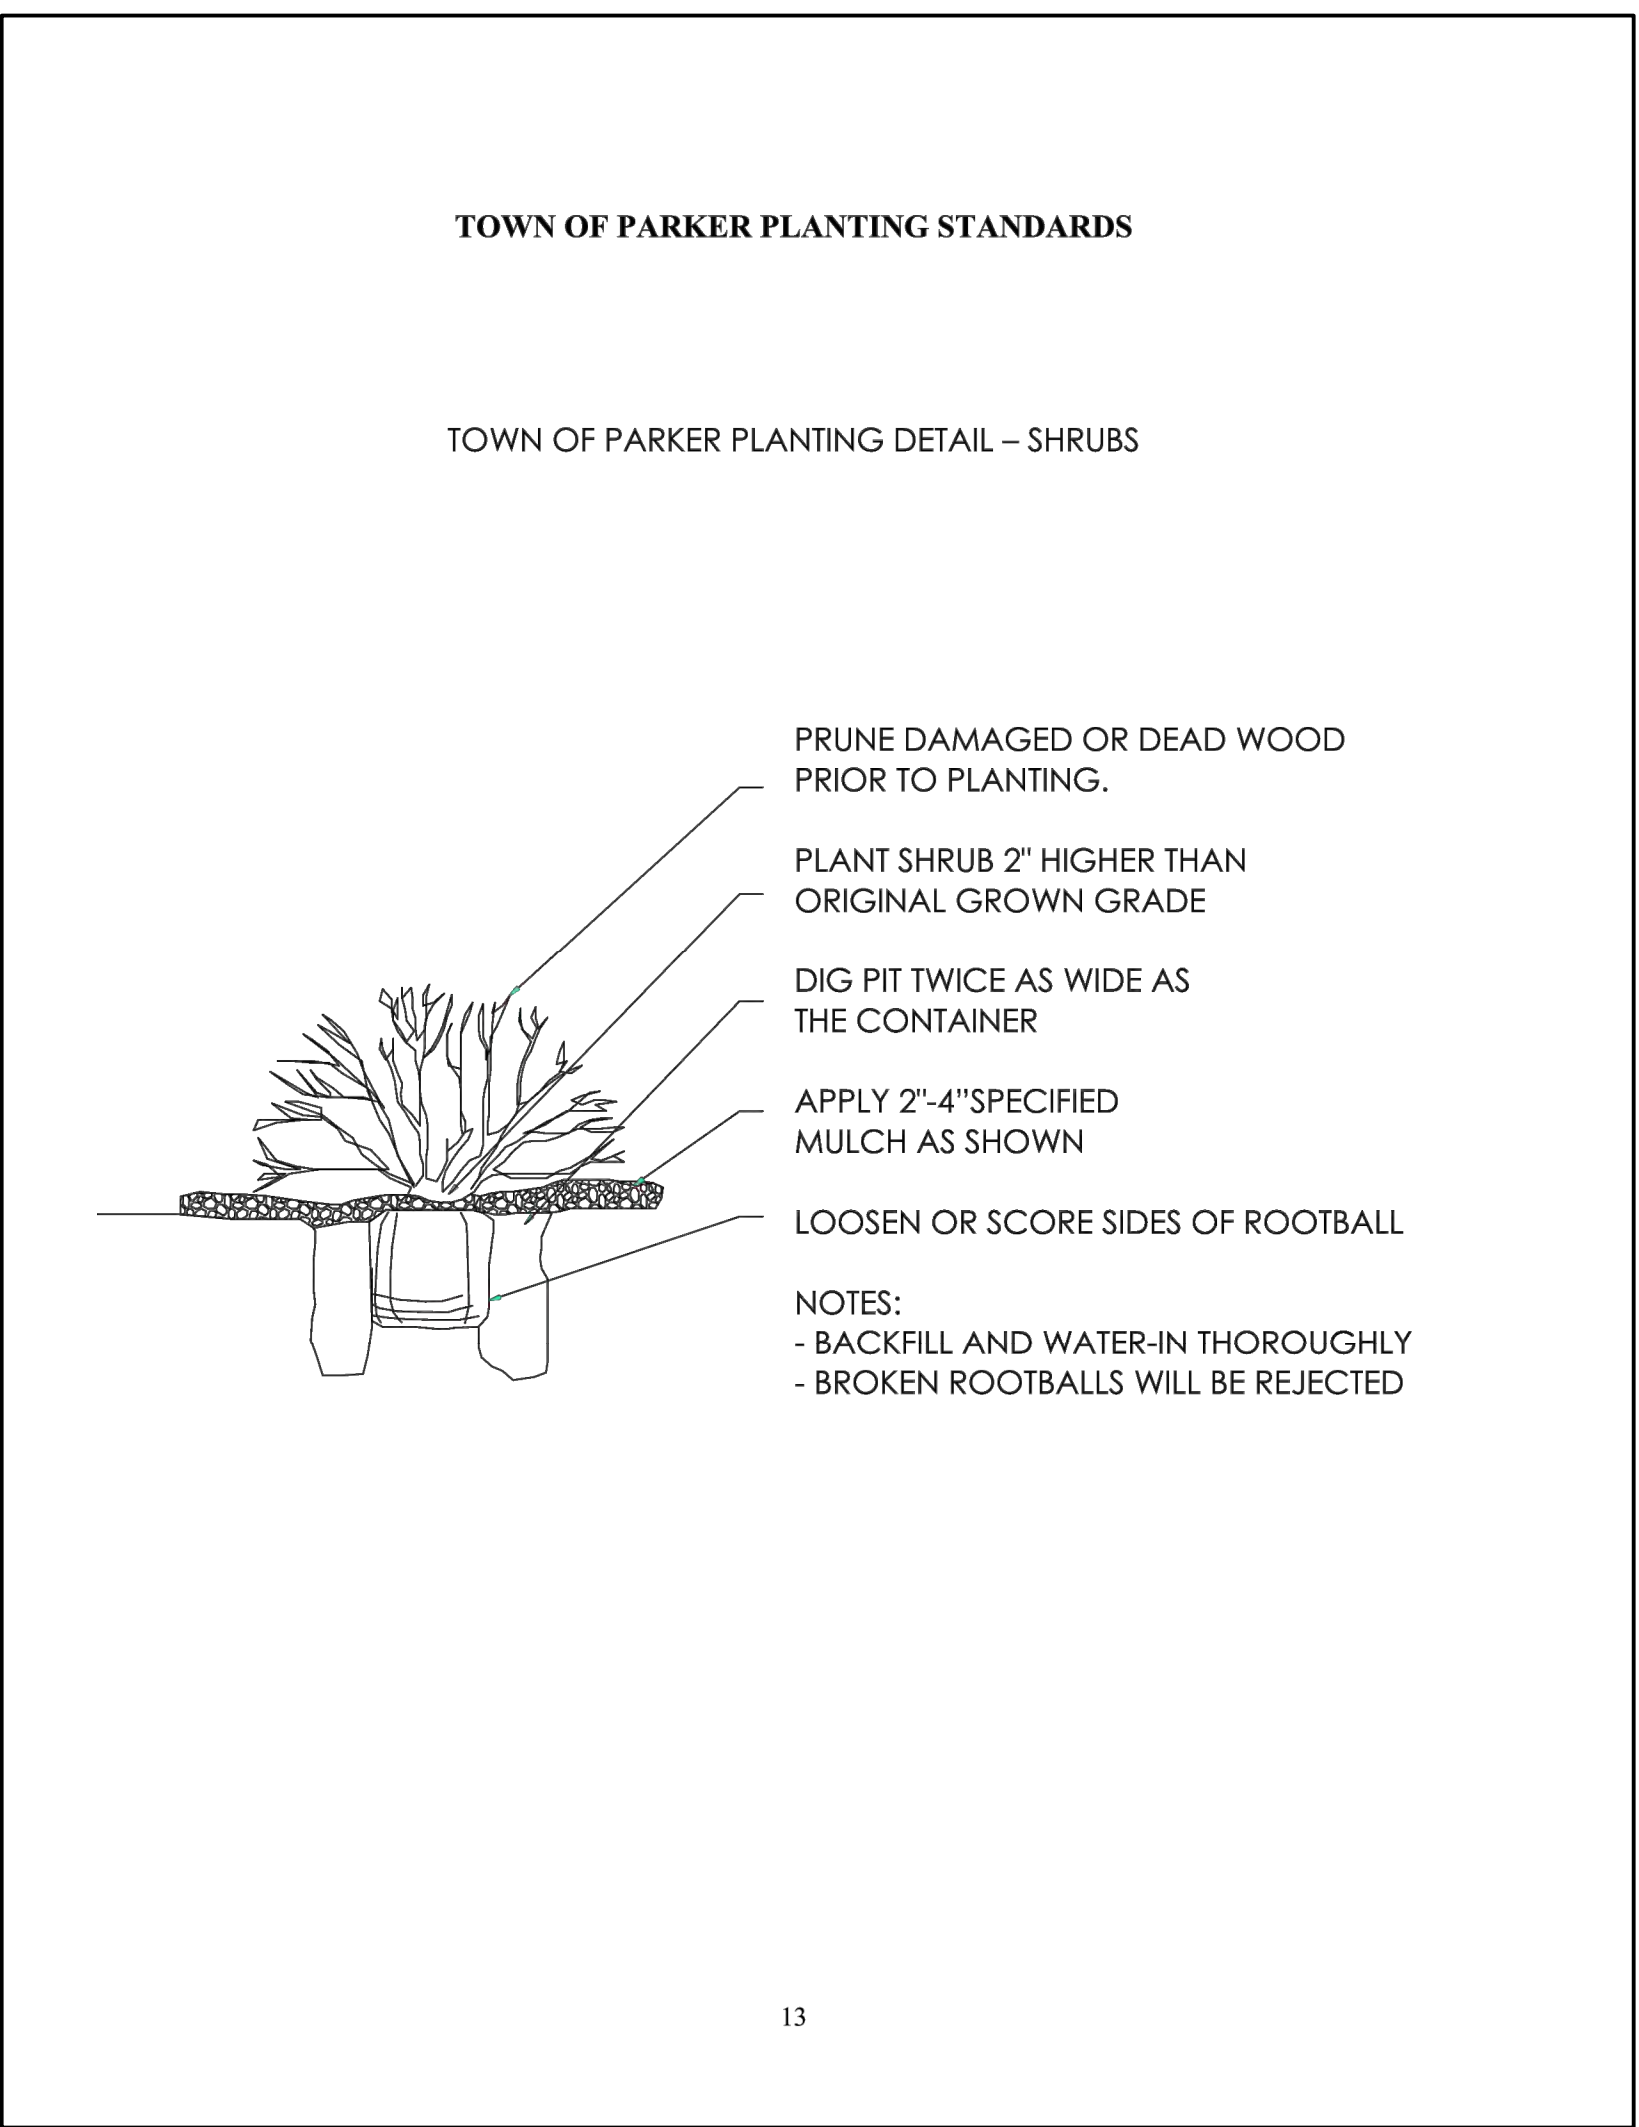 TOWN OF PARKER PLANTING STANDARDS
TOWN OF PARKER PLANTING DETAIL – SHRUBS
PRUNE DAMAGED OR DEAD WOOD
PRIOR TO PLANTING.
PLANT SHRUB 2" HIGHER THAN
ORIGINAL GROWN GRADE
DIG PIT TWICE AS WIDE AS
THE CONTAINER
APPLY 2"-4"SPECIFIED
MULCH AS SHOWN
LOOSEN OR SCORE SIDES OF ROOTBALL
NOTES:
- BACKFILL AND WATER-IN THOROUGHLY
- BROKEN ROOTBALLS WILL BE REJECTED
13